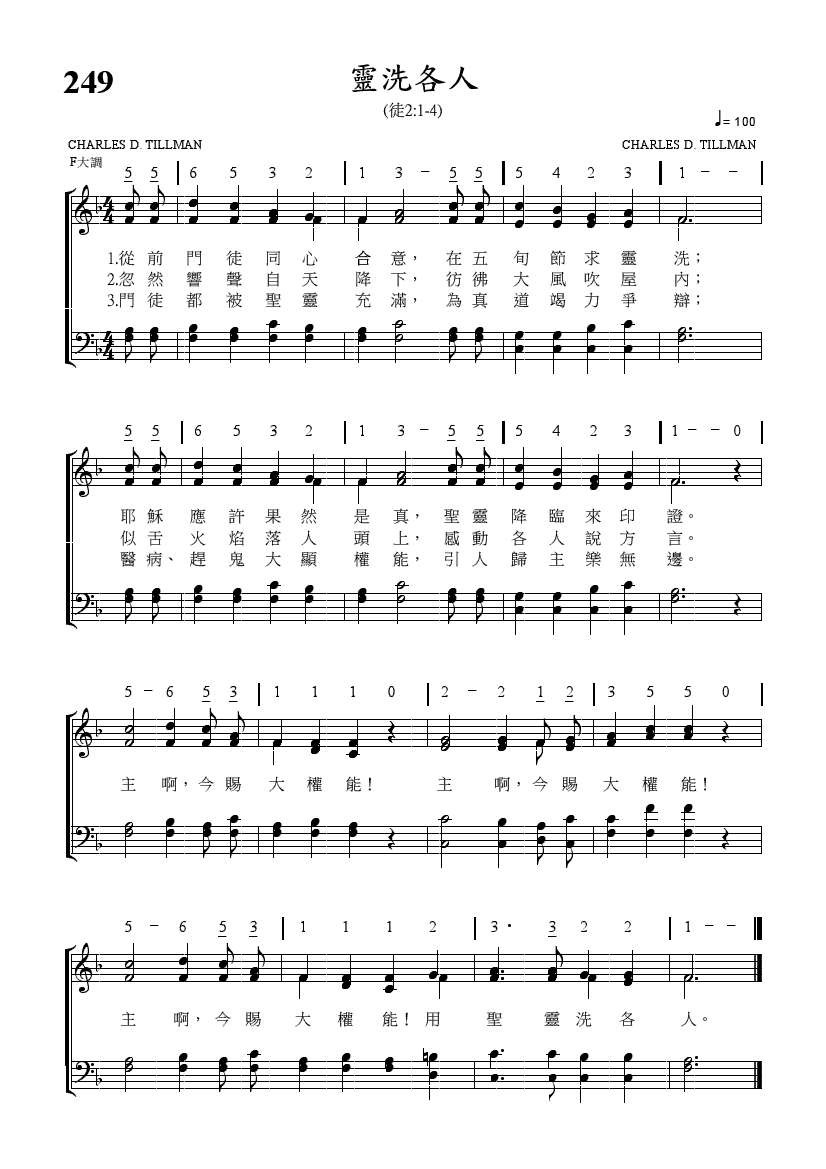 249
靈洗各人
(徒2:1-4)
♩= 100
CHARLES D. TILLMAN
CHARLES D. TILLMAN
F大調
5 5 | 6 5 3 2 | 1 3 – 5 5 | 5 4 2 3 | 1 – – |
4 4
1.從前門徒同心合意，在五旬節求靈洗；
2.忽然響聲自天降下，彷彿大風吹屋內；
3.門徒都被聖靈充滿，為真道竭力爭辯；
4 4
5 5 | 6 5 3 2 | 1 3 – 5 5 | 5 4 2 3 | 1 – – 0 |
耶穌應許果然是真，聖靈降臨來印證。
似舌火焰落人頭上，感動各人說方言。
醫病、趕鬼大顯權能，引人歸主樂無邊。
5 – 6 5 3 | 1 1 1 0 | 2 – 2 1 2 | 3 5 5 0 |
主啊，今賜大權能！主啊，今賜大權能！
5 – 6 5 3 | 1 1 1 2 | 3 · 3 2 2 | 1 – –
主啊，今賜大權能！用聖靈洗各人。